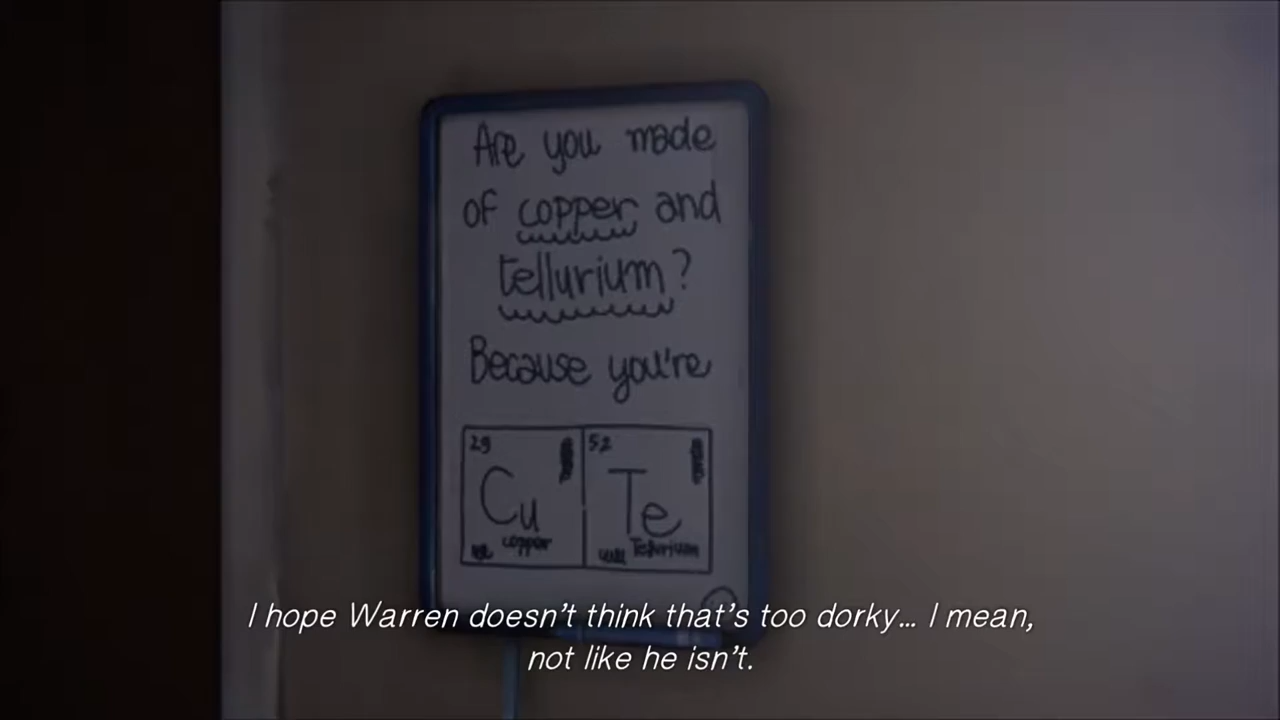 Are you made
of copper and
tellurium?
Because you're
29 52
Cu Te
copper Tellurium
I hope Warren doesn't think that's too dorky... I mean,
not like he isn't.